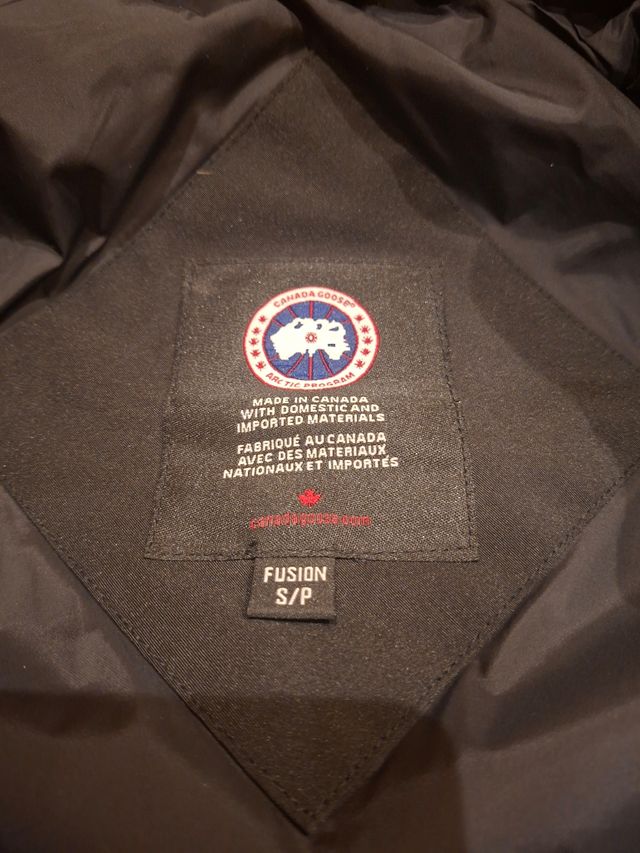 CANADA GOOSE®
ARCTIC PROGRAM
MADE IN CANADA
WITH DOMESTIC AND
IMPORTED MATERIALS
FABRIQUÉ AU CANADA
AVEC DES MATERIAUX
NATIONAUX ET IMPORTÉS
canadagoose.com
FUSION
S/P